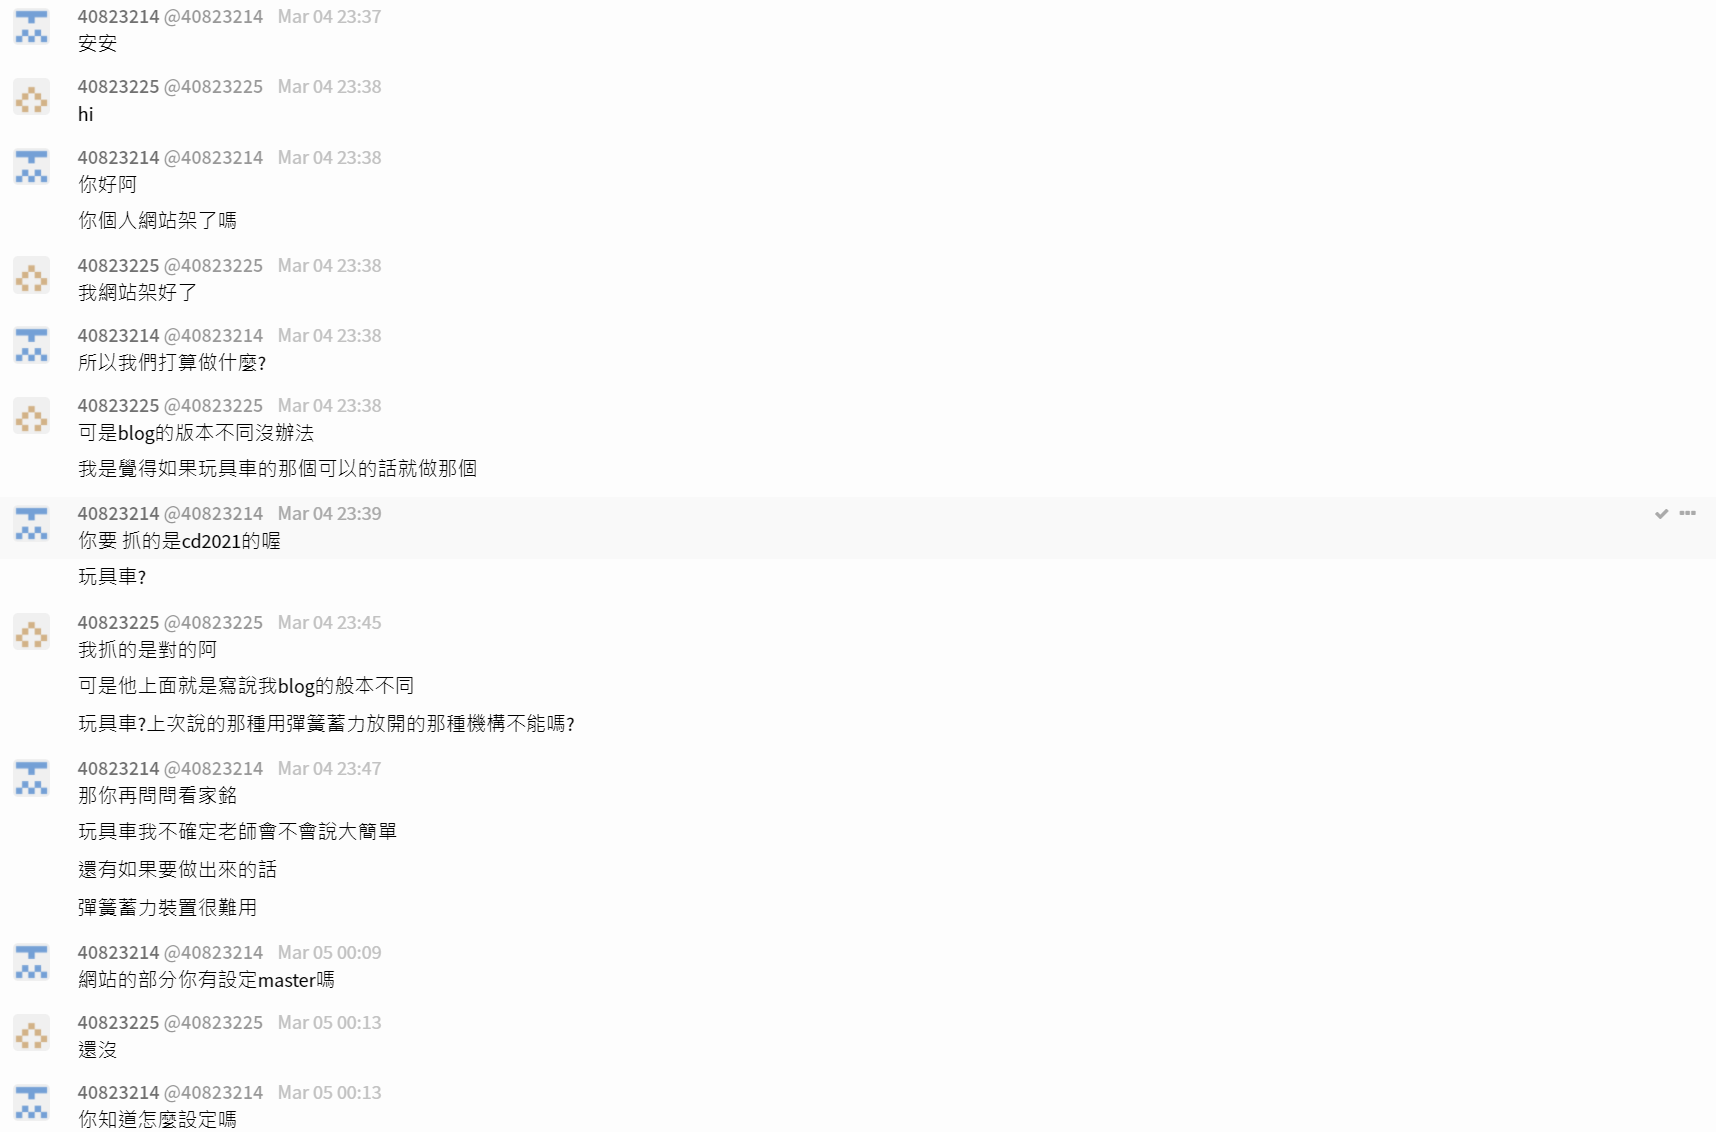 40823214 @40823214 Mar 04 23:37
安安
40823225 @40823225 Mar 04 23:38
hi
40823214 @40823214 Mar 04 23:38
你好阿
你個人網站架了嗎
40823225 @40823225 Mar 04 23:38
我網站架好了
40823214 @40823214 Mar 04 23:38
所以我們打算做什麼?
40823225 @40823225 Mar 04 23:38
可是blog的版本不同沒辦法
我是覺得如果玩具車的那個可以的話就做那個
40823214 @40823214 Mar 04 23:39
你要 抓的是cd2021的喔
玩具車?
40823225 @40823225 Mar 04 23:45
我抓的是對的阿
可是他上面就是寫說我blog的般本不同
玩具車?上次說的那種用彈簧蓄力放開的那種機構不能嗎?
40823214 @40823214 Mar 04 23:47
那你再問問看家銘
玩具車我不確定老師會不會說大簡單
還有如果要做出來的話
彈簧蓄力裝置很難用
40823214 @40823214 Mar 05 00:09
網站的部分你有設定master嗎
40823225 @40823225 Mar 05 00:13
還沒
40823214 @40823214 Mar 05 00:13
你知道怎麼設定嗎